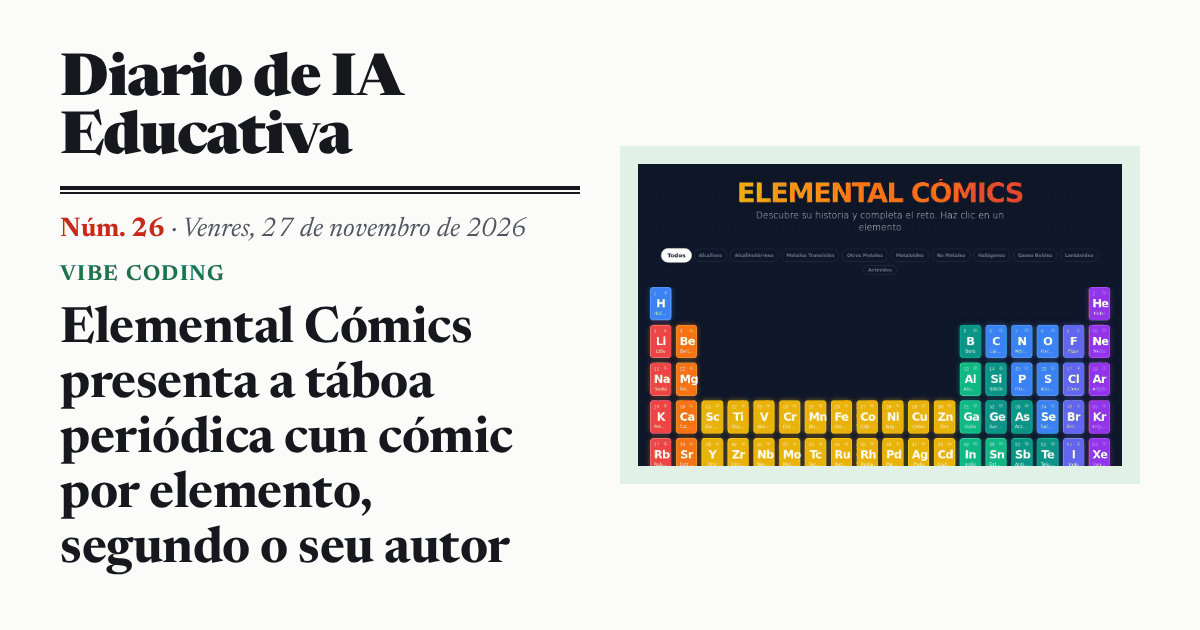 Diario de IA
Educativa
Núm. 26 · Venres, 27 de novembro de 2026
VIBE CODING
Elemental Cómics
presenta a táboa
periódica cun cómic
por elemento,
segundo o seu autor
ELEMENTAL CÓMICS
Descubre su historia y completa el reto. Haz clic en un
elemento
Todos Alcalinos Alcalinotérreos Metales Transición Otros Metales Metaloides No Metales Halógenos Gases Nobles Lantánidos
Actínidos
H He
Li Be B C N O F Ne
Na Mg Al Si P S Cl Ar
K Ca Sc Ti V Cr Mn Fe Co Ni Cu Zn Ga Ge As Se Br Kr
Rb Sr Y Zr Nb Mo Tc Ru Rh Pd Ag Cd In Sn Sb Te I Xe